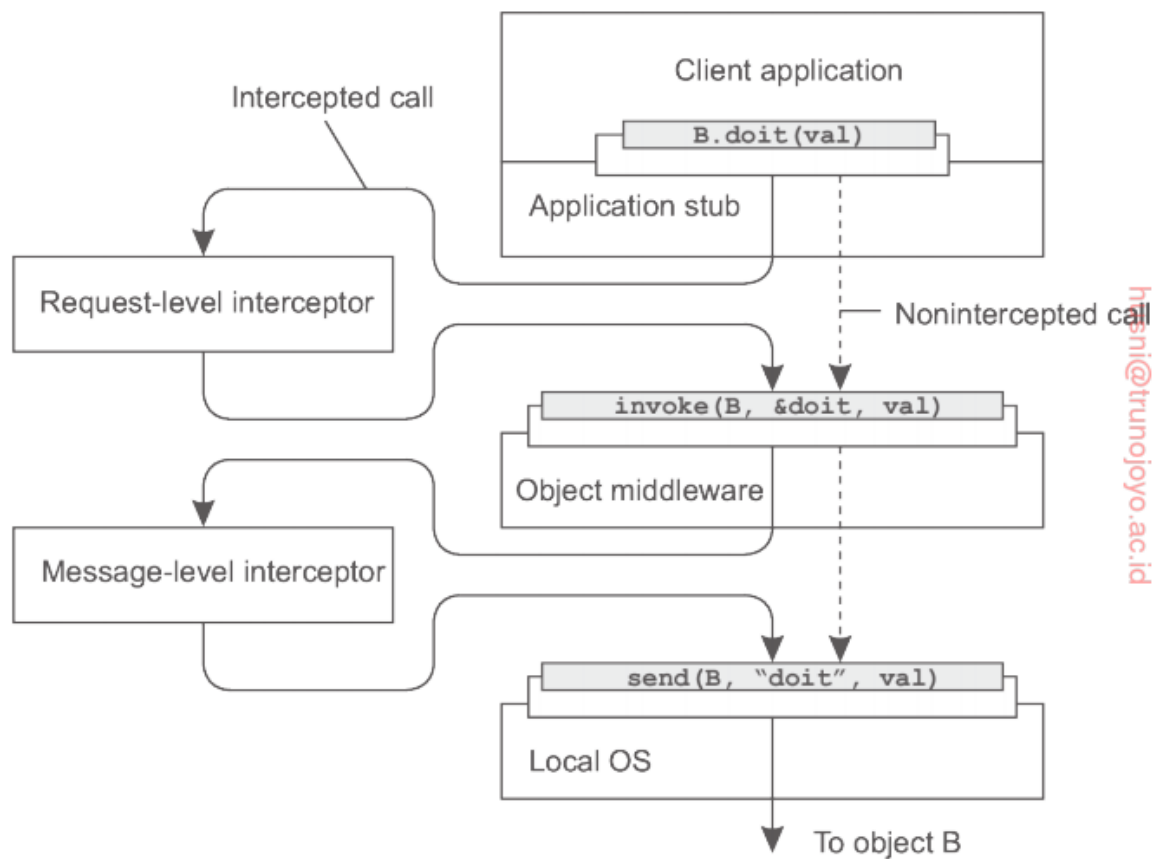 Client application
Intercepted call
B.doit(val)
Application stub
Request-level interceptor
Nonintercepted call
invoke(B, &doit, val)
Object middleware
Message-level interceptor
send(B, “doit”, val)
Local OS
To object B
husni@trunojoyo.ac.id